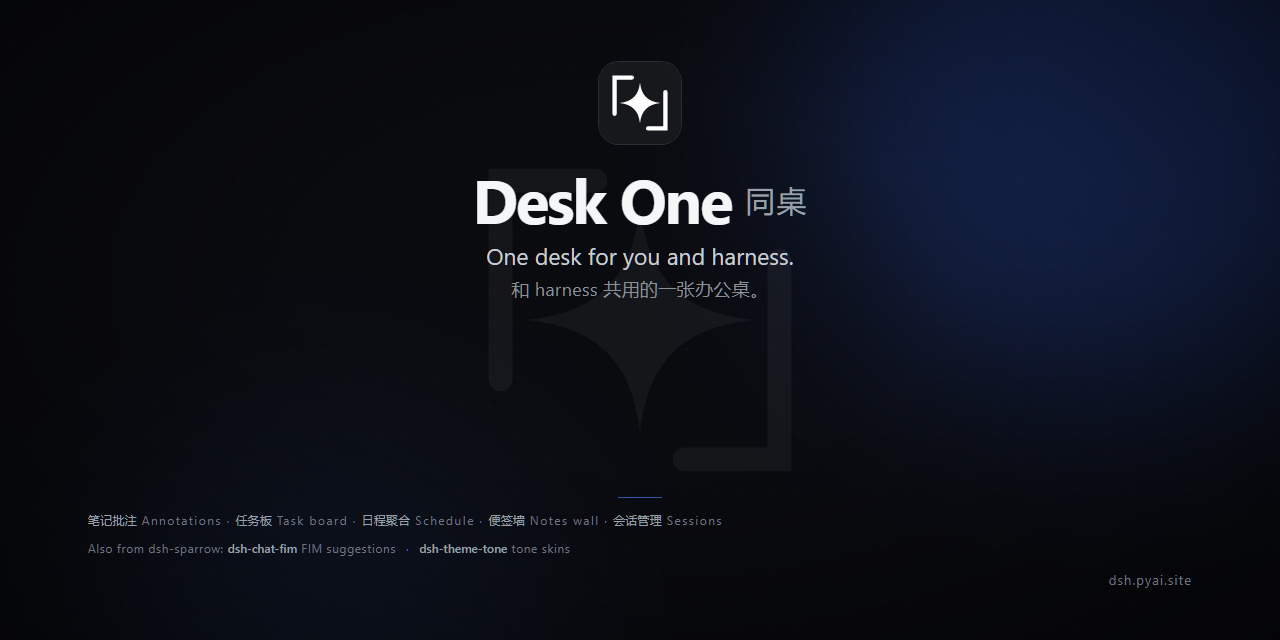 Desk One 同桌
One desk for you and harness.
和 harness 共用的一张办公桌。
笔记批注 Annotations · 任务板 Task board · 日程聚合 Schedule · 便签墙 Notes wall · 会话管理 Sessions
Also from dsh-sparrow: dsh-chat-fim FIM suggestions · dsh-theme-tone tone skins
dsh.pyai.site